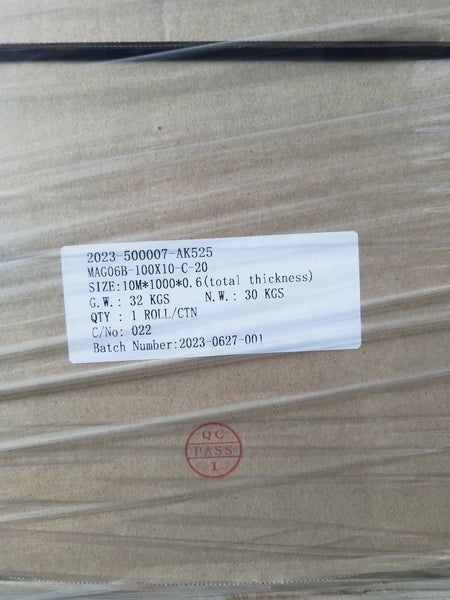 2023-500007-AK525
MAG06B-100X10-C-20
SIZE:10M*1000*0.6(total thickness)
G.W.: 32 KGS N.W.: 30 KGS
QTY : 1 ROLL/CTN
C/No: 022
Batch Number:2023-0627-001
QC
PASS
1